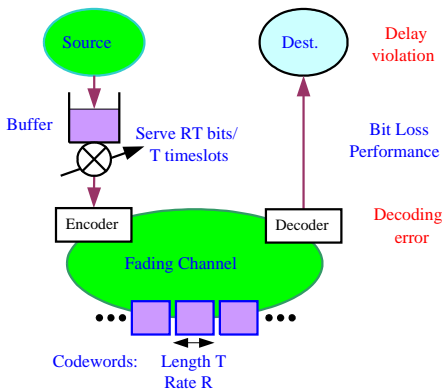 Source
Dest.
Delay
violation
Buffer
Serve RT bits/
T timeslots
Bit Loss
Performance
Encoder
Decoder
Decoding
error
Fading Channel
Codewords: Length T
Rate R